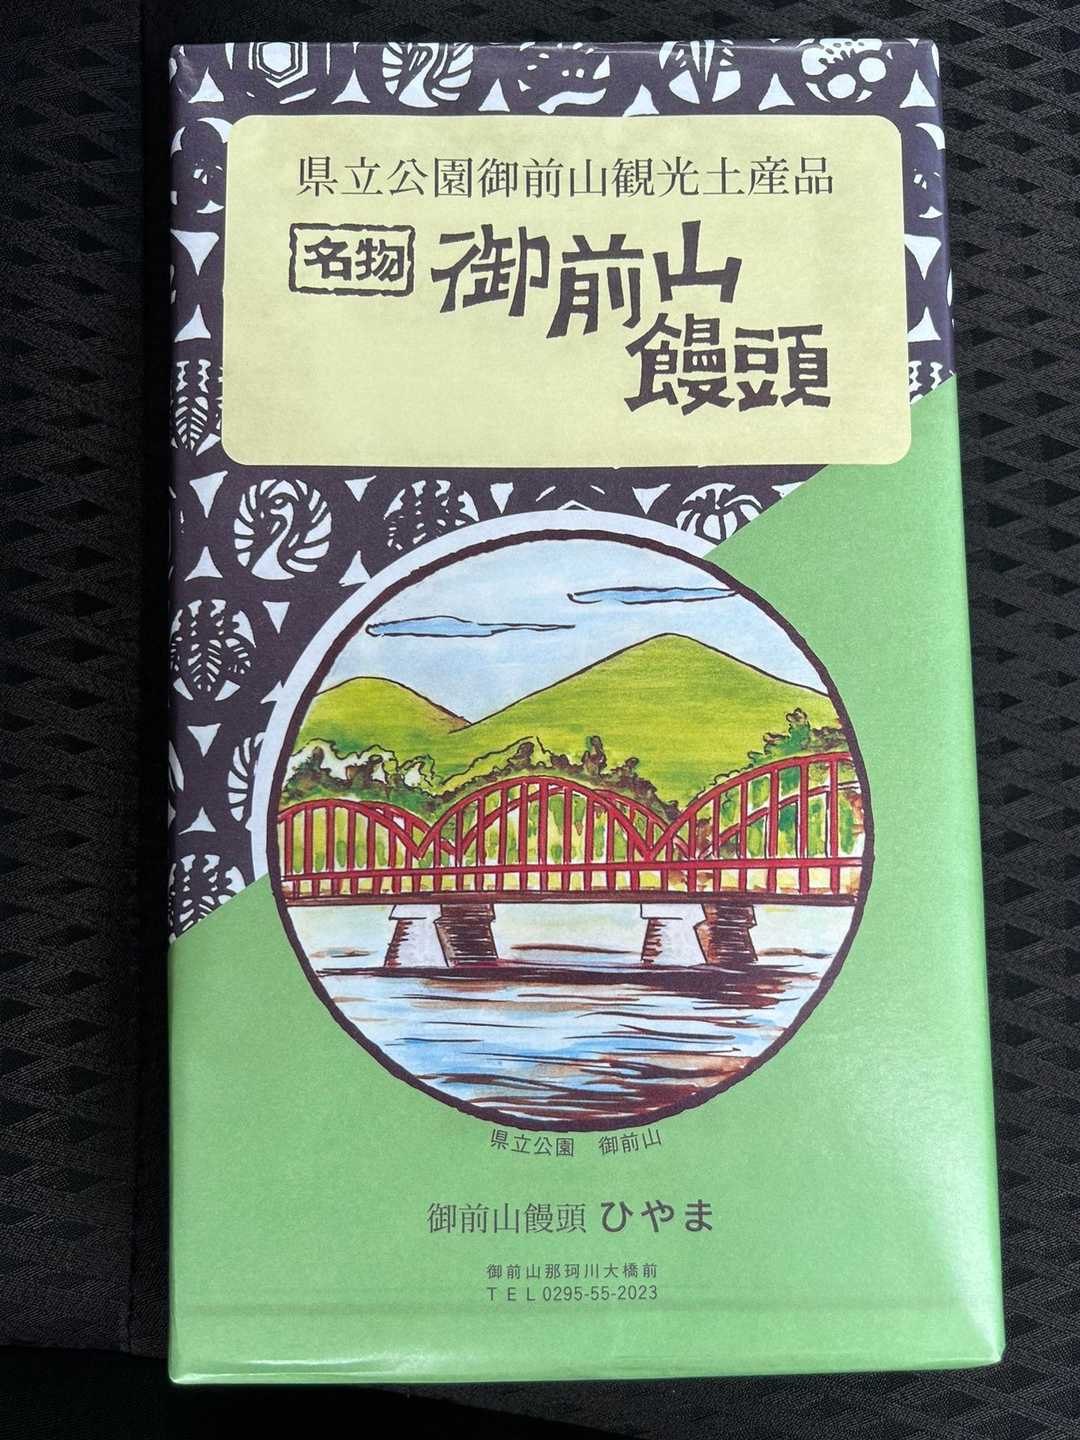 県立公園御前山観光土産品
名物 御前山
饅頭
県立公園 御前山
御前山饅頭 ひやま
御前山那珂川大橋前
TEL 0295-55-2023